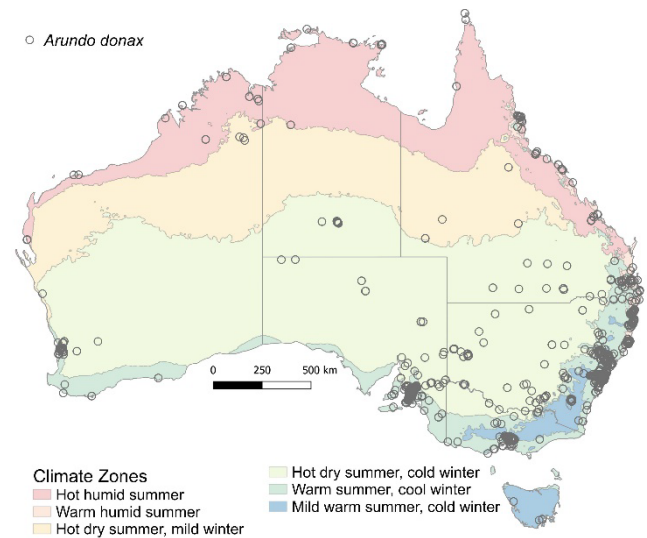 Arundo donax
0 250 500 km
Climate Zones
Hot humid summer
Warm humid summer
Hot dry summer, mild winter
Hot dry summer, cold winter
Warm summer, cool winter
Mild warm summer, cold winter